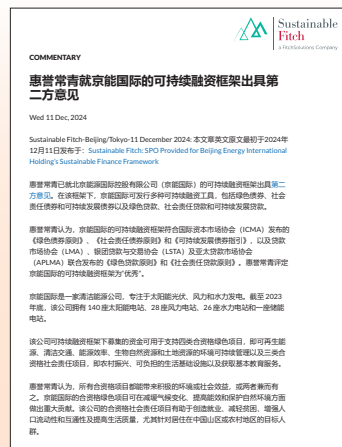 Sustainable
Fitch
a FitchSolutions Company
COMMENTARY
惠誉常青就京能国际的可持续融资框架出具第
二方意见
Wed 11 Dec, 2024
Sustainable Fitch-Beijing/Tokyo-11 December 2024: 本文章英文原文最初于2024年
12月11日发布于：Sustainable Fitch: SPO Provided for Beijing Energy International
Holding's Sustainable Finance Framework
惠誉常青已就北京能源国际控股有限公司（京能国际）的可持续融资框架出具第二
方意见。在该框架下，京能国际可发行多种可持续融资工具，包括绿色债券、社会
责任债券和可持续发展债券以及绿色贷款、社会责任贷款和可持续发展贷款。
惠誉常青认为，京能国际的可持续融资框架符合国际资本市场协会（ICMA）发布的
《绿色债券原则》、《社会责任债券原则》和《可持续发展债券指引》，以及贷款
市场协会（LMA）、银团贷款与交易协会（LSTA）及亚太贷款市场协会
（APLMA）联合发布的《绿色贷款原则》和《社会责任贷款原则》。惠誉常青评定
京能国际的可持续融资框架为“优秀”。
京能国际是一家清洁能源公司，专注于太阳能光伏、风力和水力发电。截至 2023
年底，该公司拥有 140 座太阳能电站、28 座风力电站、26 座水力电站和一座储能
电站。
该公司可持续融资框架下募集的资金可用于支持四类合资格绿色项目，即可再生能
源、清洁交通、能源效率、生物自然资源和土地资源的环境可持续管理以及三类合
资格社会责任项目，即农村振兴、可负担的生活基础设施以及获取基本教育服务。
惠誉常青认为，所有合资格项目都能带来积极的环境或社会效益，或两者兼而有
之。京能国际的合资格绿色项目可在减缓气候变化、提高能效和保护自然环境方面
做出重大贡献。该公司的合资格社会责任项目有助于创造就业、减轻贫困、增强人
口流动性和互通性及提高生活质量，尤其针对居住在中国山区或农村地区的目标人
群。